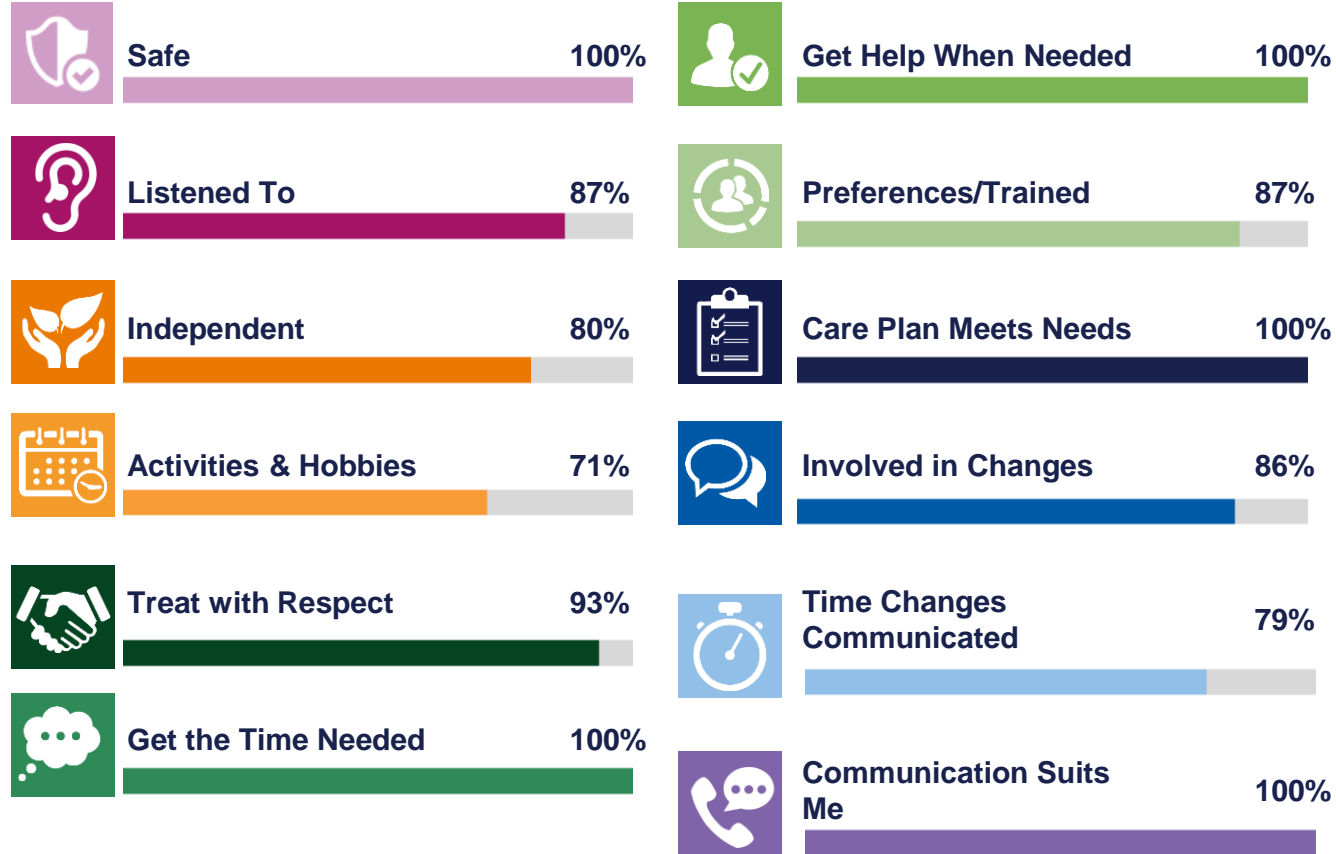 Safe 100%
Listened To 87%
Independent 80%
Activities & Hobbies 71%
Treat with Respect 93%
Get the Time Needed 100%
Get Help When Needed 100%
Preferences/Trained 87%
Care Plan Meets Needs 100%
Involved in Changes 86%
Time Changes
Communicated 79%
Communication Suits
Me 100%